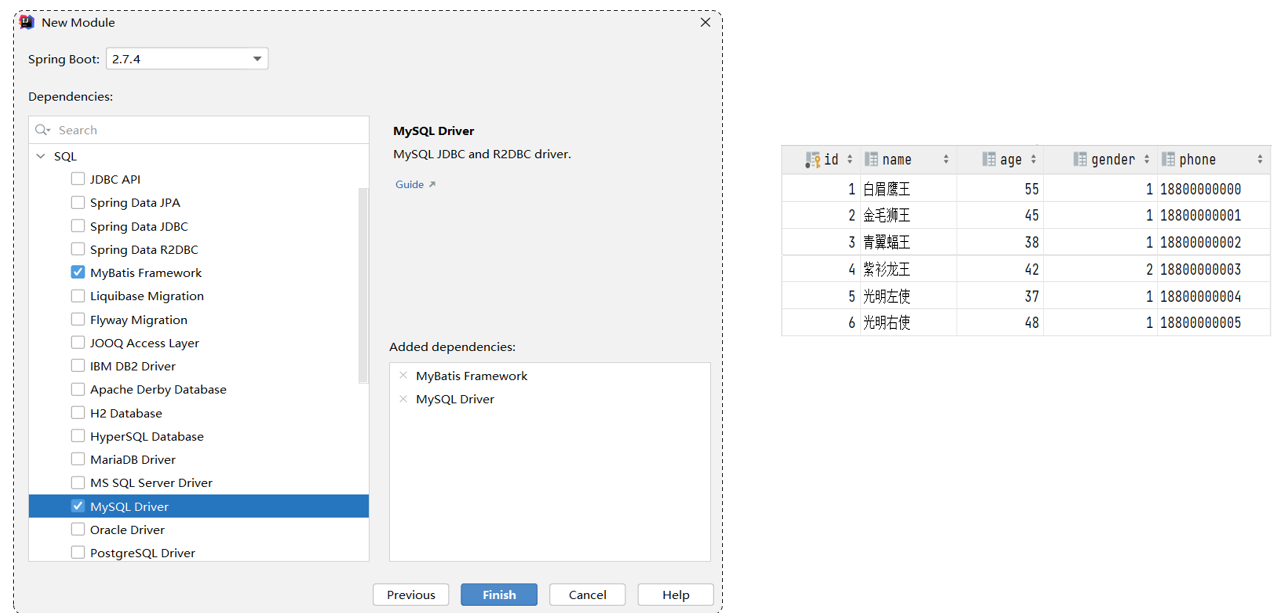 New Module
Spring Boot: 2.7.4
Dependencies:
Search
SQL
JDBC API
Spring Data JPA
Spring Data JDBC
Spring Data R2DBC
MyBatis Framework
Liquibase Migration
Flyway Migration
JOOQ Access Layer
IBM DB2 Driver
Apache Derby Database
H2 Database
HyperSQL Database
MariaDB Driver
MS SQL Server Driver
MySQL Driver
Oracle Driver
PostgreSQL Driver
MySQL Driver
MySQL JDBC and R2DBC driver.
Guide
Added dependencies:
MyBatis Framework
MySQL Driver
Previous Finish Cancel Help
id name age gender phone
1 白眉鹰王 55 1 18800000000
2 金毛狮王 45 1 18800000001
3 青翼蝠王 38 1 18800000002
4 紫衫龙王 42 2 18800000003
5 光明左使 37 1 18800000004
6 光明右使 48 1 18800000005